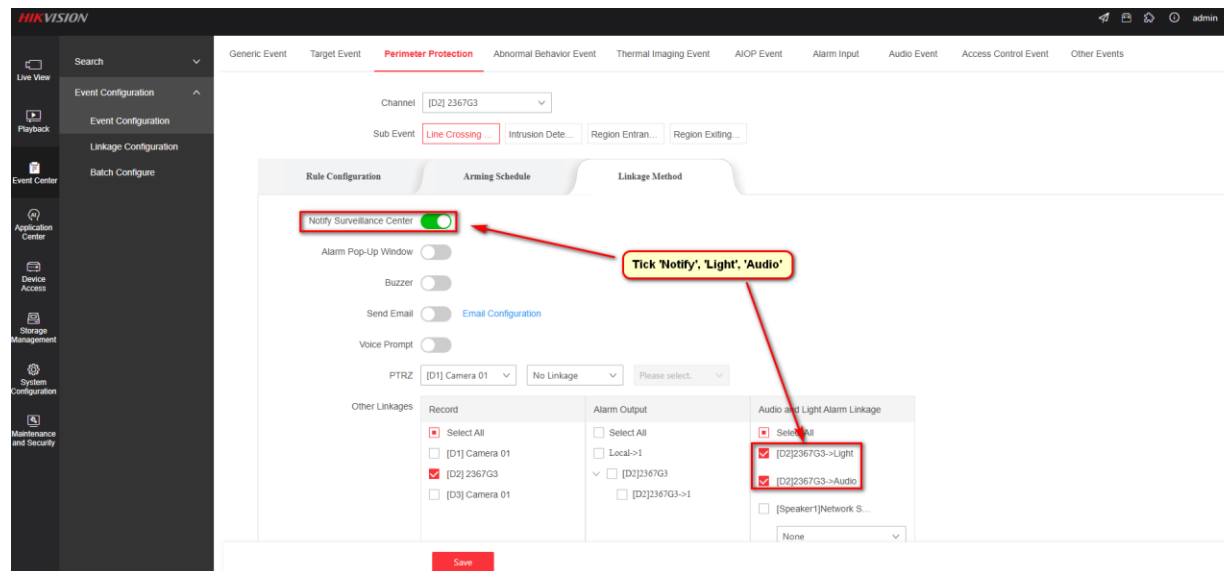 HIKVISION
admin
Live View
Playback
Event Center
Application
Center
Device
Access
Storage
Management
System
Configuration
Maintenance
and Security
Search
Event Configuration
Event Configuration
Linkage Configuration
Batch Configure
Generic Event Target Event Perimeter Protection Abnormal Behavior Event Thermal Imaging Event AIOP Event Alarm Input Audio Event Access Control Event Other Events
Channel [D2] 2367G3
Sub Event Line Crossing ... Intrusion Dete... Region Entran... Region Exiting...
Rule Configuration Arming Schedule Linkage Method
Notify Surveillance Center
Alarm Pop-Up Window
Tick 'Notify', 'Light', 'Audio'
Buzzer
Send Email Email Configuration
Voice Prompt
PTRZ [D1] Camera 01 No Linkage Please select.
Other Linkages Record Alarm Output Audio and Light Alarm Linkage
Select All Select All Select All
[D1] Camera 01 Local->1 [D2]2367G3->Light
[D2] 2367G3 [D2]2367G3 [D2]2367G3->Audio
[D3] Camera 01 [D2]2367G3->1 [Speaker1]Network S...
None
Save